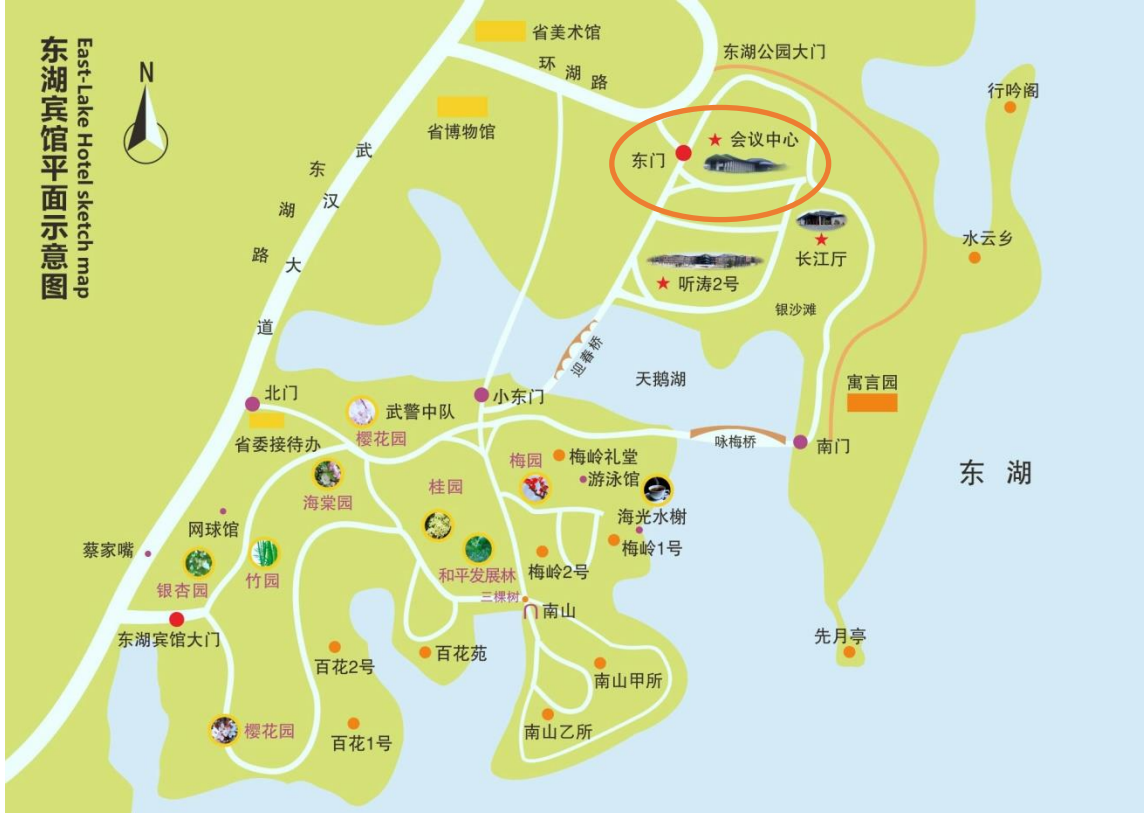 东湖宾馆平面示意图
East-Lake Hotel sketch map
N
省美术馆
环湖路
东湖公园大门
行吟阁
省博物馆
东门
★ 会议中心
武汉大道
东湖路
长江厅
水云乡
★ 听涛2号
银沙滩
迎春桥
天鹅湖
寓言园
北门
小东门
武警中队
樱花园
省委接待办
咏梅桥
南门
梅岭礼堂
梅园
游泳馆
东湖
海棠园
桂园
海光水榭
网球馆
梅岭1号
蔡家嘴
银杏园
竹园
和平发展林
梅岭2号
三棵树
南山
东湖宾馆大门
先月亭
百花2号
百花苑
南山甲所
樱花园
百花1号
南山乙所